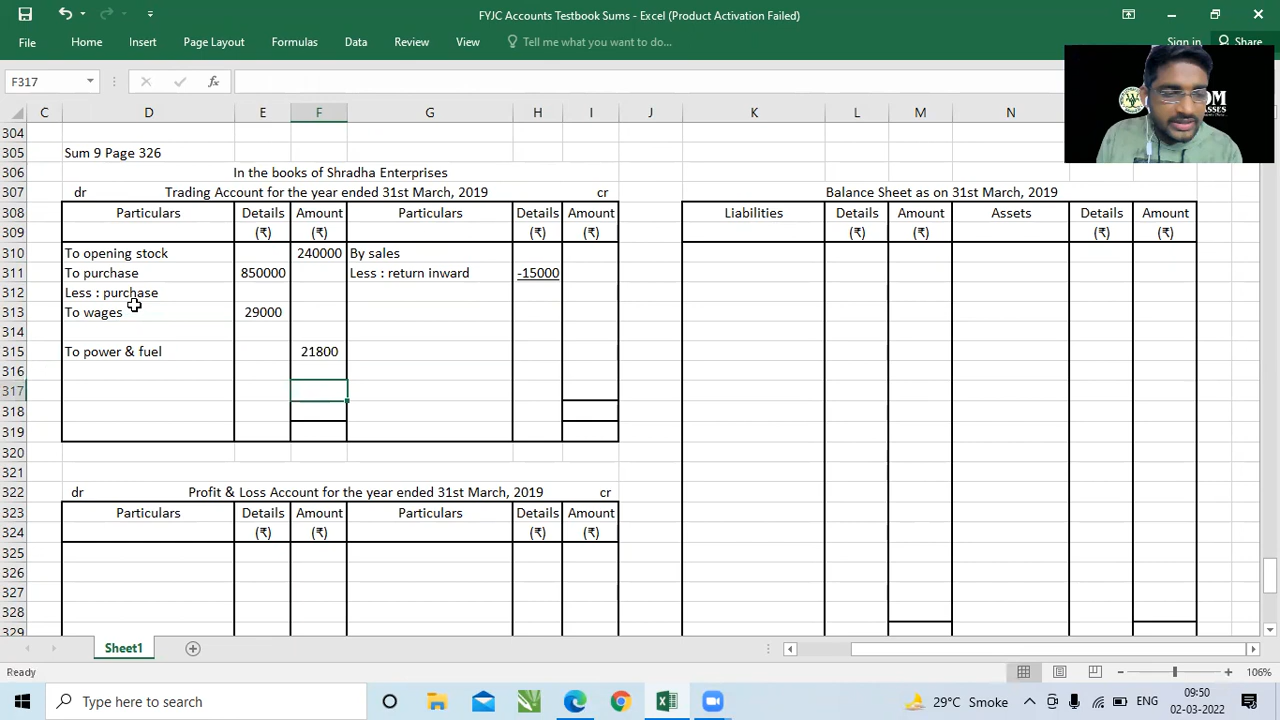 FYJC Accounts Testbook Sums - Excel (Product Activation Failed)
File Home Insert Page Layout Formulas Data Review View Tell me what you want to do... Sign in Share
F317 fx
C D E F G H I J K L M N O
304
305 Sum 9 Page 326
306 In the books of Shradha Enterprises
307 dr Trading Account for the year ended 31st March, 2019 cr Balance Sheet as on 31st March, 2019
308 Particulars Details Amount Particulars Details Amount Liabilities Details Amount Assets Details Amount
309 (₹) (₹) (₹) (₹) (₹) (₹) (₹) (₹)
310 To opening stock 240000 By sales
311 To purchase 850000 Less : return inward -15000
312 Less : purchase
313 To wages 29000
314
315 To power & fuel 21800
316
317
318
319
320
321
322 dr Profit & Loss Account for the year ended 31st March, 2019 cr
323 Particulars Details Amount Particulars Details Amount
324 (₹) (₹) (₹) (₹)
325
326
327
328
329
Sheet1
Ready 106%
Type here to search 29°C Smoke ENG 09:50
02-03-2022